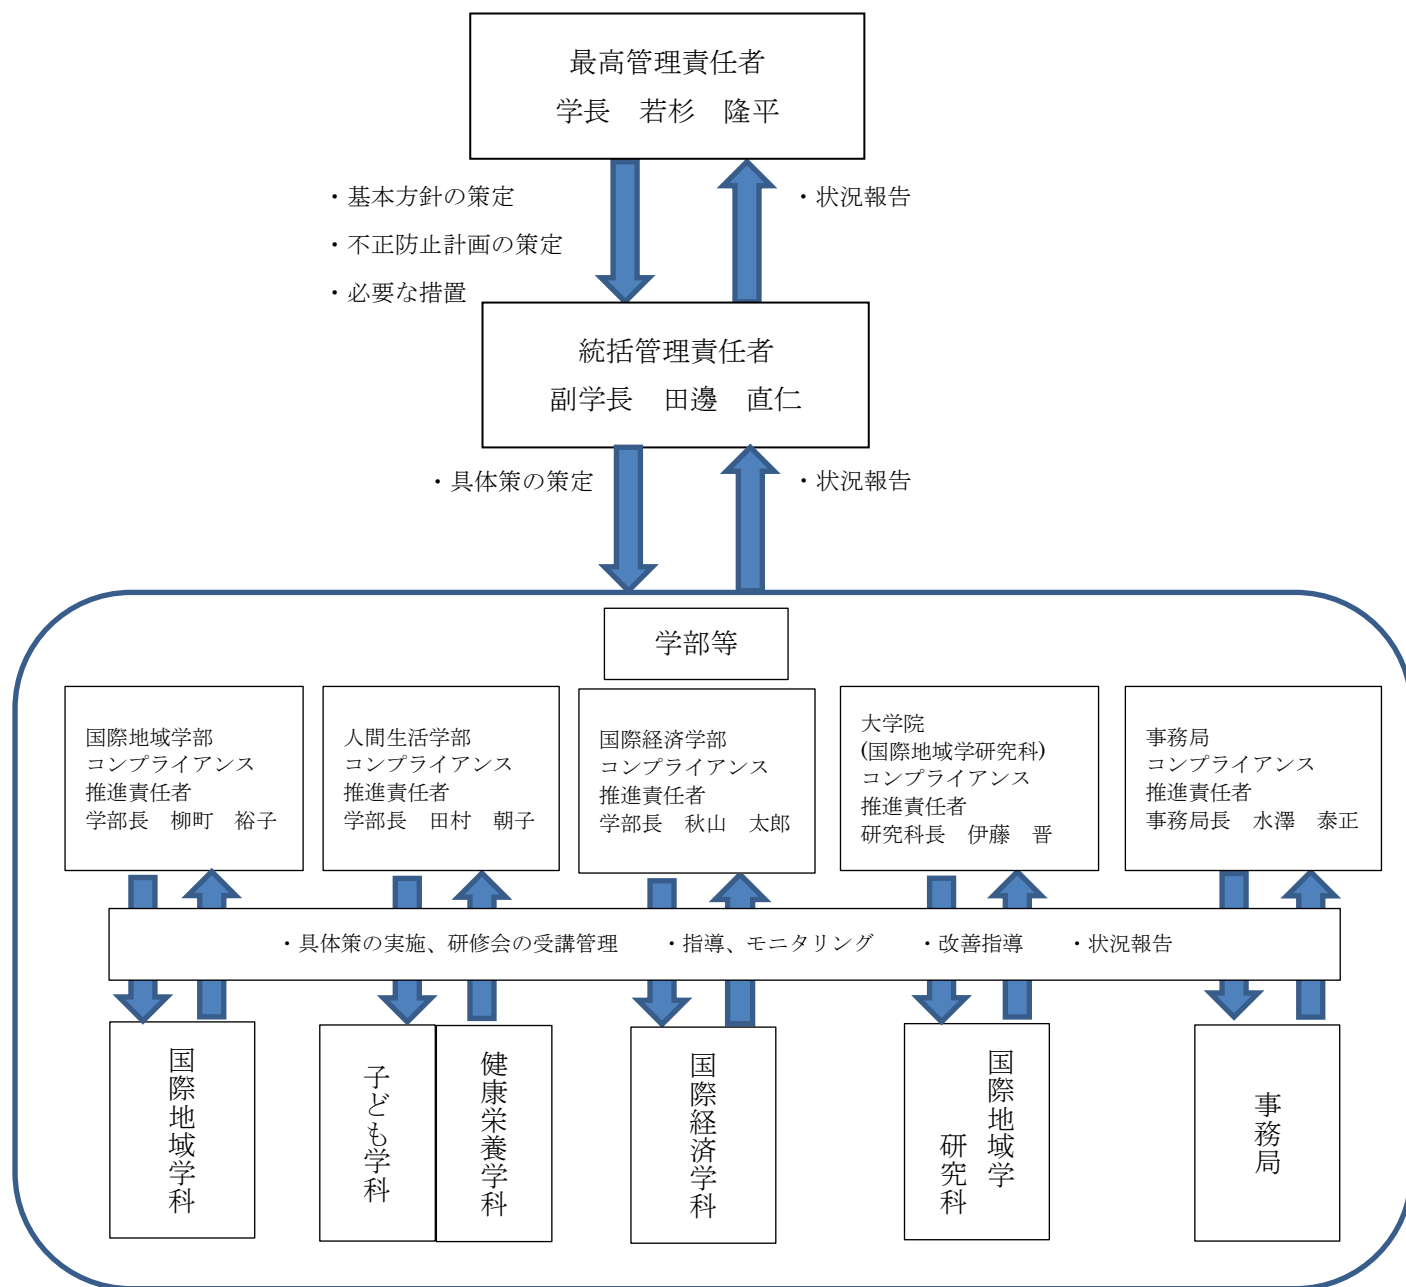 最高管理責任者
学長　若杉　隆平
・基本方針の策定
・不正防止計画の策定
・必要な措置
・状況報告
統括管理責任者
副学長　田邊　直仁
・具体策の策定
・状況報告
学部等
国際地域学部
コンプライアンス
推進責任者
学部長　柳町　裕子
人間生活学部
コンプライアンス
推進責任者
学部長　田村　朝子
国際経済学部
コンプライアンス
推進責任者
学部長　秋山　太郎
大学院
(国際地域学研究科)
コンプライアンス
推進責任者
研究科長　伊藤　晋
事務局
コンプライアンス
推進責任者
事務局長　水澤　泰正
・具体策の実施、研修会の受講管理　　・指導、モニタリング　　・改善指導　　・状況報告
国際地域学科
子ども学科
健康栄養学科
国際経済学科
国際地域学
研究科
事務局